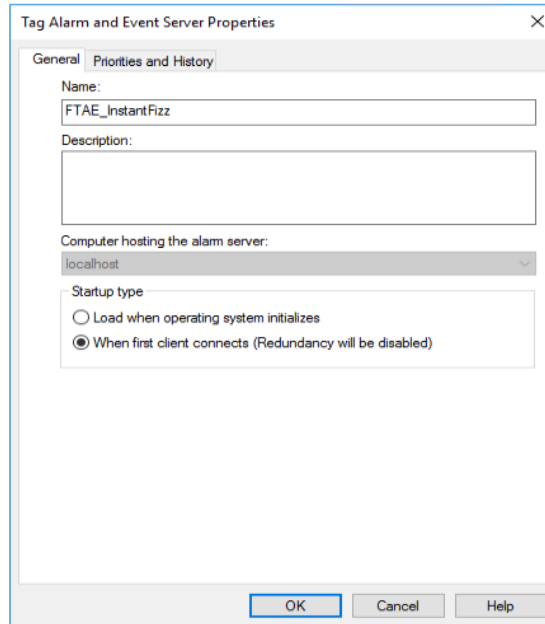 Tag Alarm and Event Server Properties
General
Priorities and History
Name:
FTAE_InstantFizz
Description:
Computer hosting the alarm server:
localhost
Startup type
Load when operating system initializes
When first client connects (Redundancy will be disabled)
OK
Cancel
Help